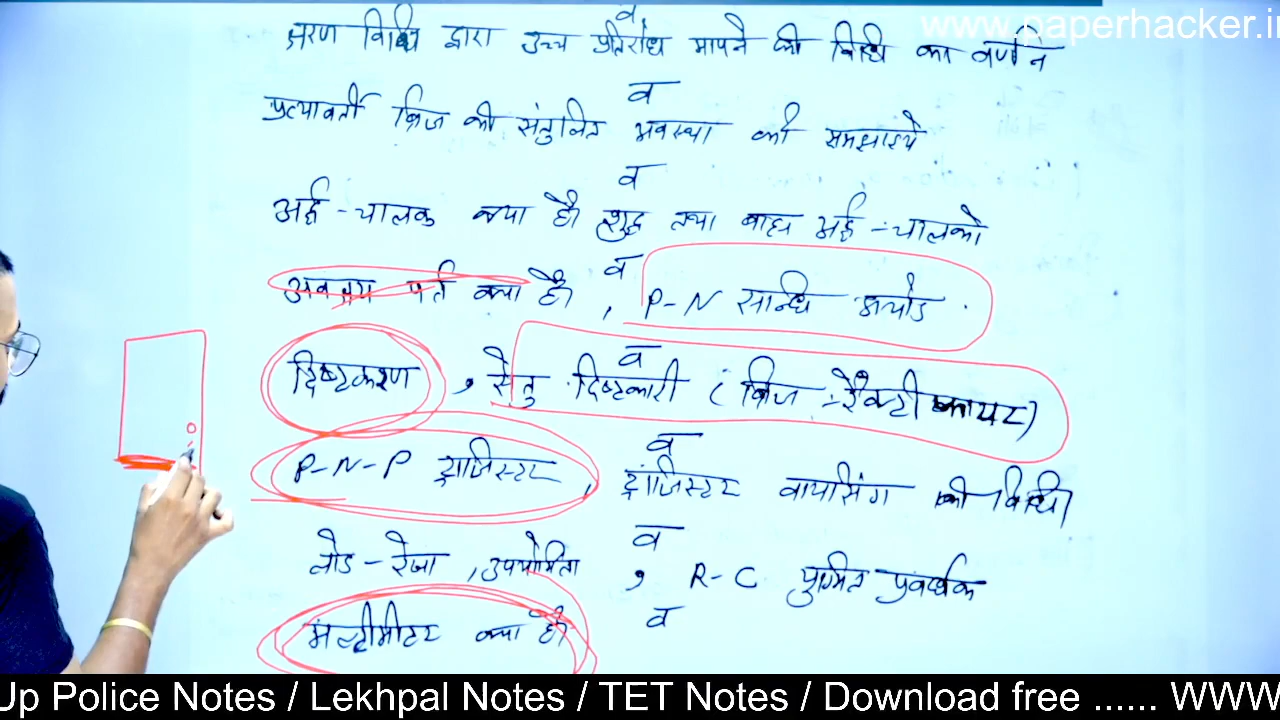 www.paperhacker.i
व
क्षरण विधि द्वारा उच्च प्रतिरोध मापने की विधि का वर्णन
व
प्रत्यावर्ती ब्रिज की संतुलित अवस्था को समझाइये
व
अर्द्ध-चालक क्या है। शुद्ध तथा बाह्य अर्द्ध-चालको
व
अवक्षय पर्त क्या है। , P-N सन्धि डायोड
व
दिष्टकरण , सेतु दिष्टकारी (ब्रिज-रैक्टीफायर)
व
P-N-P ट्रांजिस्टर , ट्रांजिस्टर वायसिंग की विधि।
व
लोड-रेखा , उपयोगिता , R-C युग्मित प्रवर्धक
व
मल्टीमीटर क्या है।
Up Police Notes / Lekhpal Notes / TET Notes / Download free ...... WWW